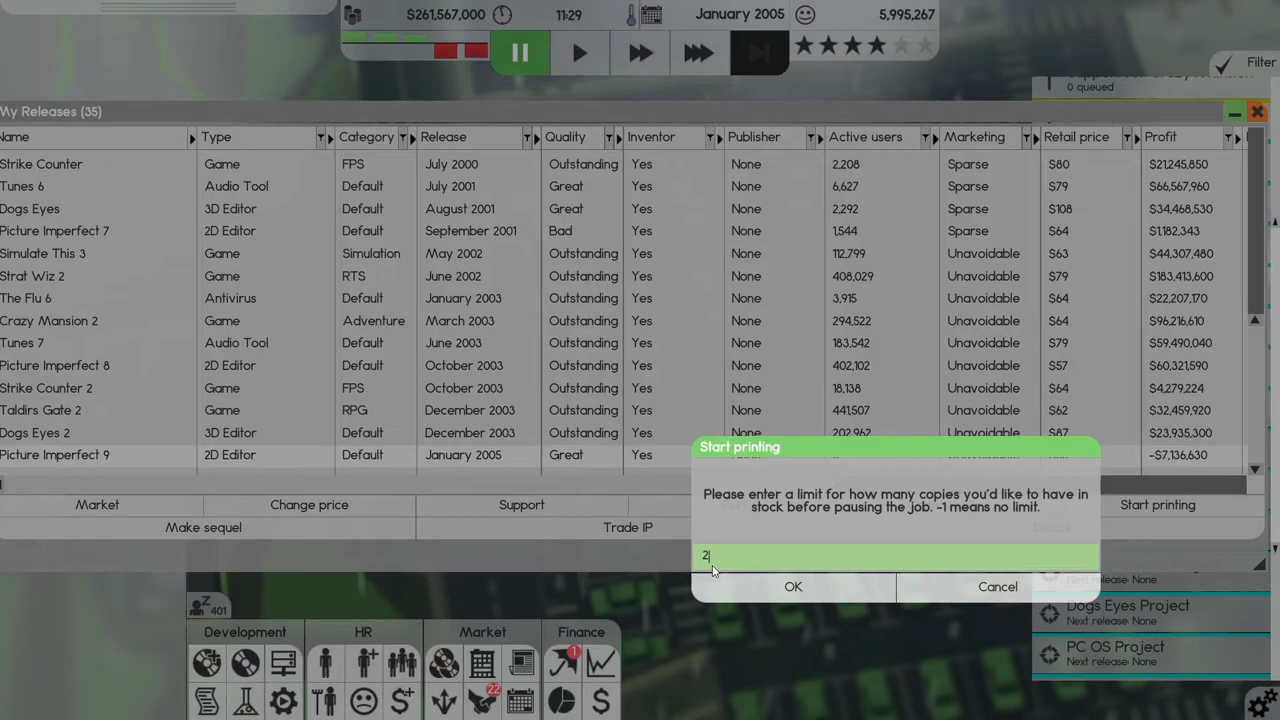 $261,567,000 11:29 January 2005 5,995,267
Filter
0 queued
My Releases (35)
Name Type Category Release Quality Inventor Publisher Active users Marketing Retail price Profit
Strike Counter Game FPS July 2000 Outstanding Yes None 2,208 Sparse $80 $21,245,850
Tunes 6 Audio Tool Default July 2001 Great Yes None 6,627 Sparse $79 $66,567,960
Dogs Eyes 3D Editor Default August 2001 Great Yes None 2,292 Sparse $108 $34,468,530
Picture Imperfect 7 2D Editor Default September 2001 Bad Yes None 1,544 Sparse $64 $1,182,343
Simulate This 3 Game Simulation May 2002 Outstanding Yes None 112,799 Unavoidable $63 $44,307,480
Strat Wiz 2 Game RTS June 2002 Outstanding Yes None 408,029 Unavoidable $79 $183,413,600
The Flu 6 Antivirus Default January 2003 Outstanding Yes None 3,915 Unavoidable $64 $22,207,170
Crazy Mansion 2 Game Adventure March 2003 Outstanding Yes None 294,522 Unavoidable $64 $96,216,610
Tunes 7 Audio Tool Default June 2003 Outstanding Yes None 183,542 Unavoidable $79 $59,490,040
Picture Imperfect 8 2D Editor Default October 2003 Outstanding Yes None 402,102 Unavoidable $57 $60,321,590
Strike Counter 2 Game FPS October 2003 Outstanding Yes None 18,138 Unavoidable $64 $4,279,224
Taldirs Gate 2 Game RPG December 2003 Outstanding Yes None 441,507 Unavoidable $62 $32,459,920
Dogs Eyes 2 3D Editor Default December 2003 Outstanding Yes None 202,962 Unavoidable $87 $23,935,300
Picture Imperfect 9 2D Editor Default January 2005 Great Yes -$7,136,630
Start printing
Please enter a limit for how many copies you'd like to have in
stock before pausing the job. -1 means no limit.
2
OK Cancel
Market Change price Support Start printing
Make sequel Trade IP Details
Next release: None
Dogs Eyes Project
Next release: None
PC OS Project
Next release: None
Z
401
Development HR Market Finance
1
22